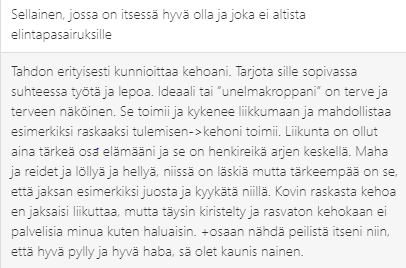 Sellainen, jossa on itsessä hyvä olla ja joka ei altista
elintapasairuksille
Tahdon erityisesti kunnioittaa kehoani. Tarjota sille sopivassa
suhteessa työtä ja lepoa. Ideaali tai "unelmakroppani" on terve ja
terveen näköinen. Se toimii ja kykenee liikkumaan ja mahdollistaa
esimerkiksi raskaaksi tulemisen->kehoni toimii. Liikunta on ollut
aina tärkeä osa elämääni ja se on henkireikä arjen keskellä. Maha
ja reidet ja löllyä ja hellyä, niissä on läskiä mutta tärkeempää on se,
että jaksan esimerkiksi juosta ja kyykätä niillä. Kovin raskasta kehoa
en jaksaisi liikuttaa, mutta täysin kiristelty ja rasvaton kehokaan ei
palvelisia minua kuten haluaisin. +osaan nähdä peilistä itseni niin,
että hyvä pylly ja hyvä haba, sä olet kaunis nainen.